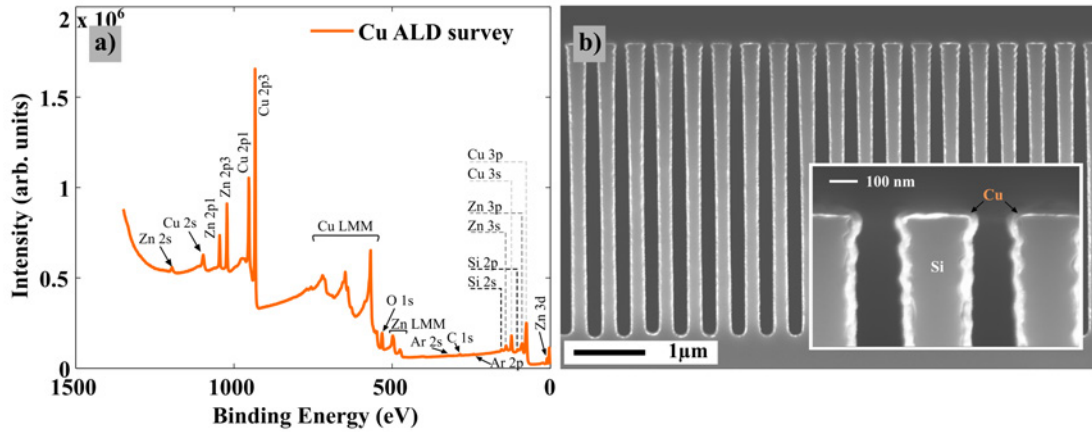 2 x 10^6
a)
Cu ALD survey
1.5
1
0.5
0
Intensity (arb. units)
Zn 2s
Cu 2s
Zn 2p1
Zn 2p3
Cu 2p1
Cu 2p3
Cu LMM
O 1s
Zn LMM
Ar 2s
C 1s
Ar 2p
Cu 3p
Cu 3s
Zn 3p
Zn 3s
Si 2p
Si 2s
Zn 3d
1500
1000
500
0
Binding Energy (eV)
b)
100 nm
Cu
Si
1µm